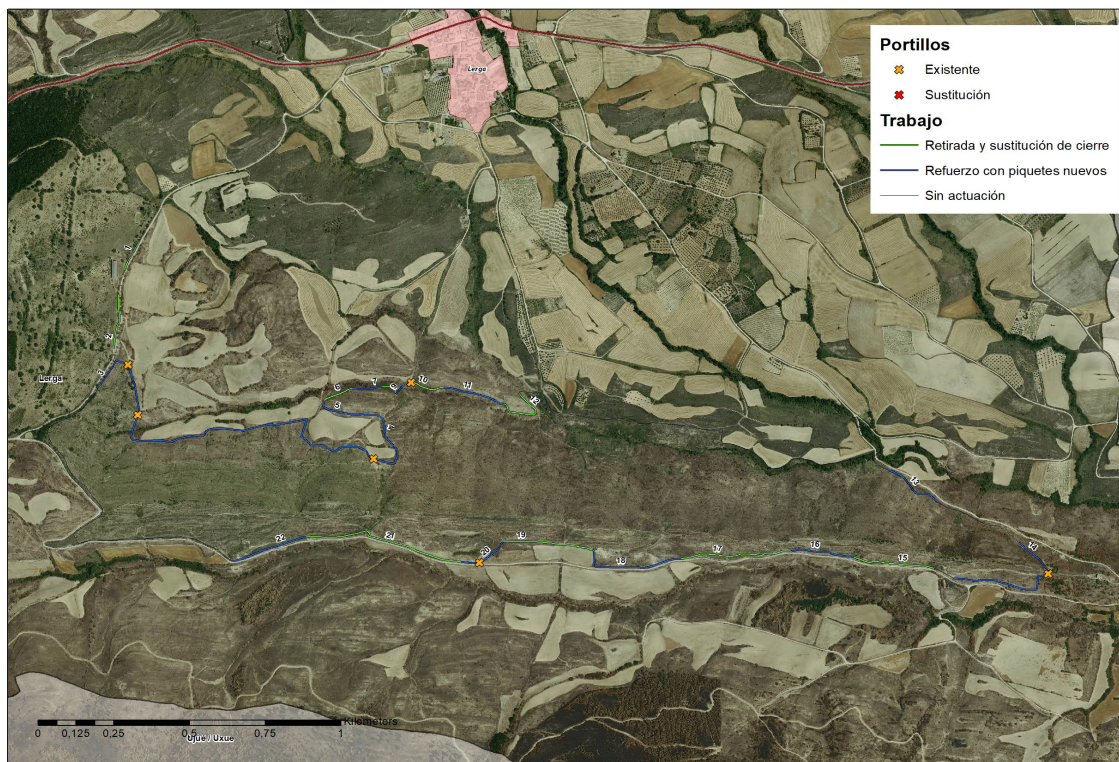 Portillos
Existente
Sustitución
Trabajo
Retirada y sustitución de cierre
Refuerzo con piquetes nuevos
Sin actuación
Lerga
1
2
3
Lerga
6
7
9
10
11
12
5
4
13
14
22
21
20
19
18
17
16
15
Kilometers
0 0,125 0,25 0,5 0,75 1
Ujué / Uxue